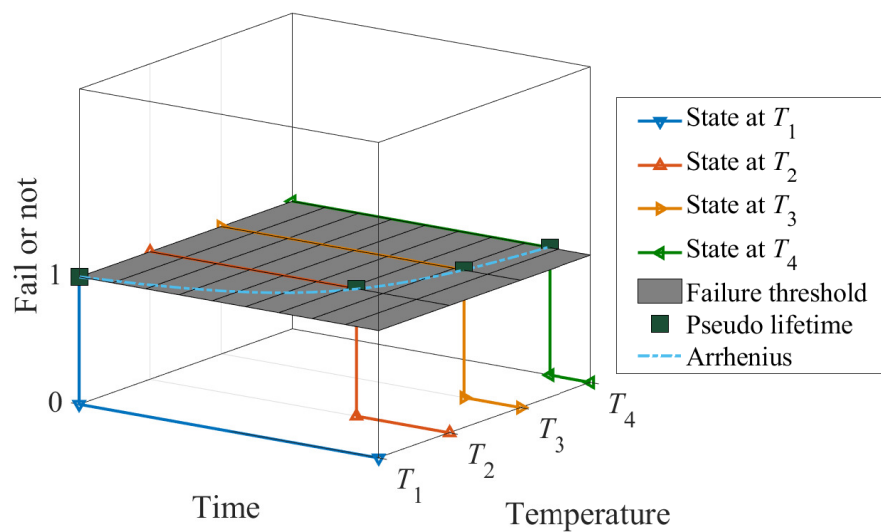 Fail or not
1
0
Time
Temperature
T1
T2
T3
T4
State at T1
State at T2
State at T3
State at T4
Failure threshold
Pseudo lifetime
Arrhenius